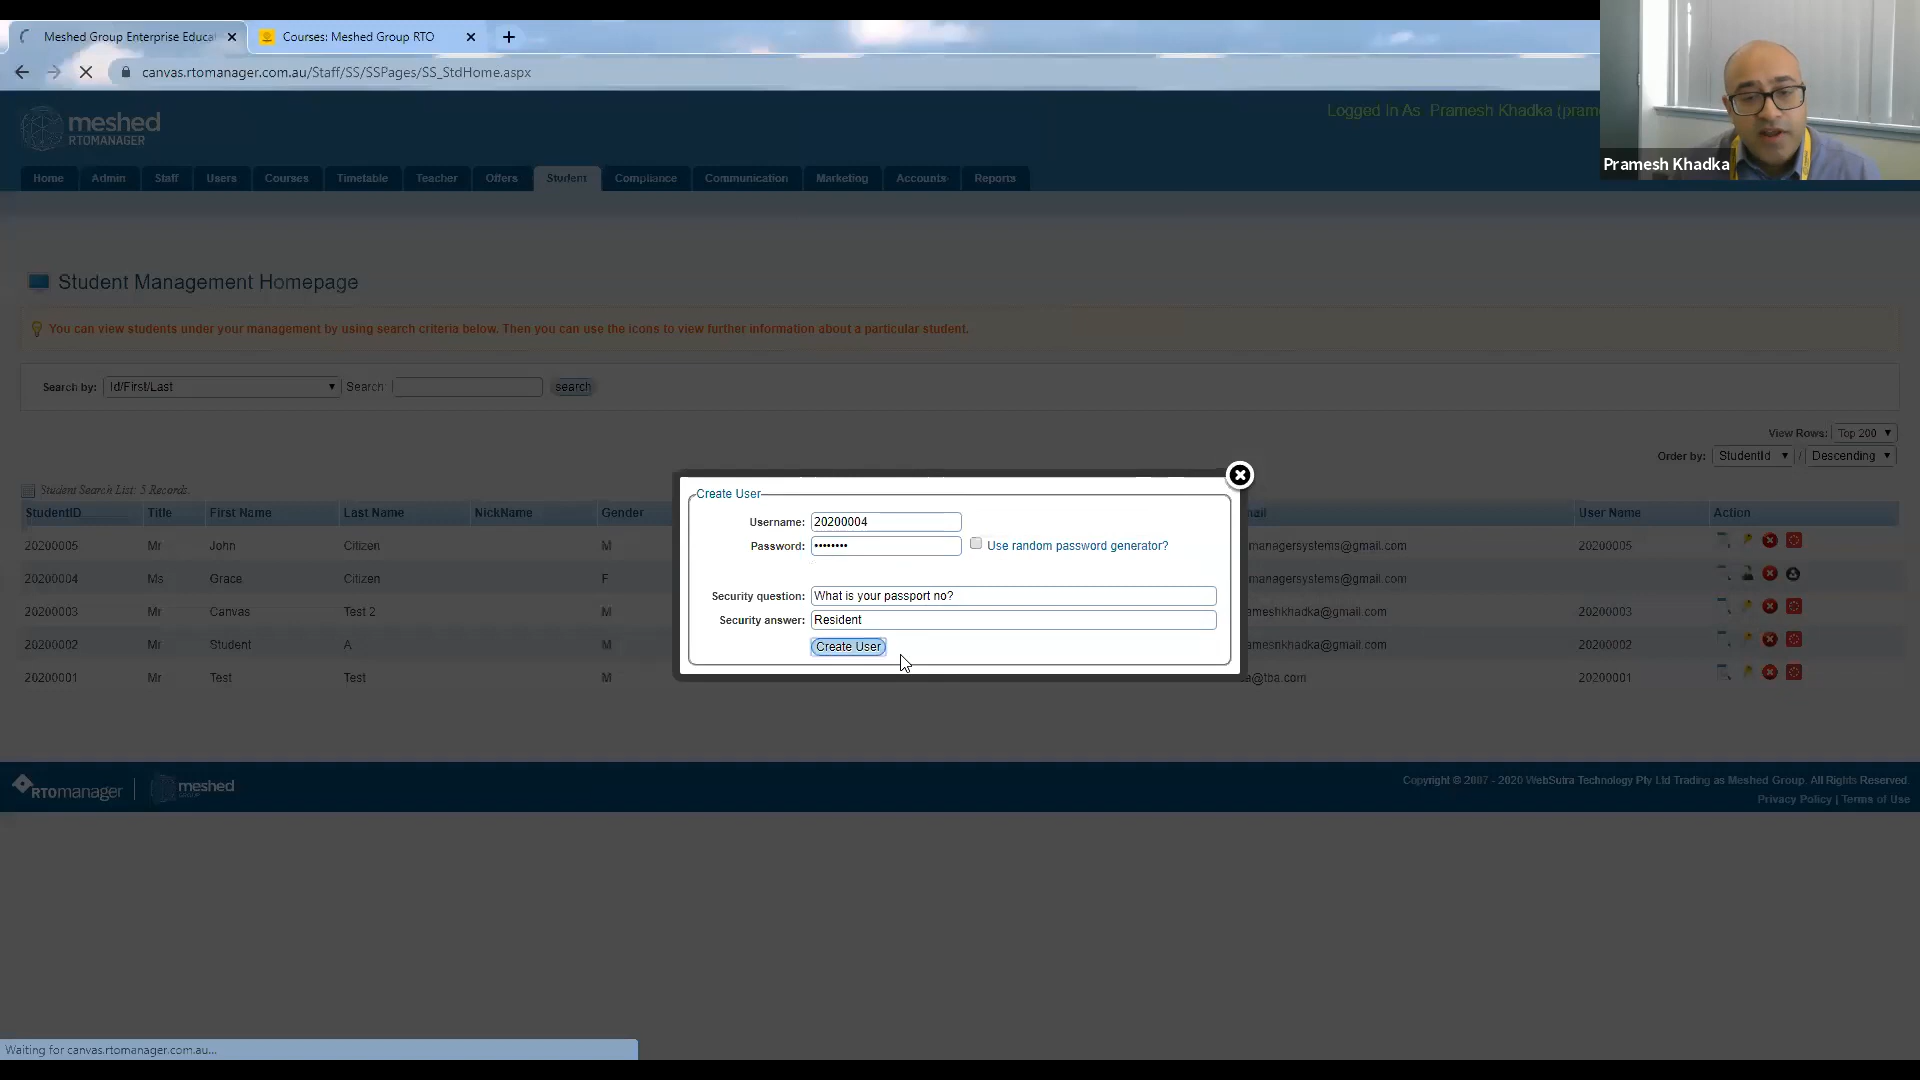 Meshed Group Enterprise Educa
Courses: Meshed Group RTO
canvas.rtomanager.com.au/Staff/SS/SSPages/SS_StdHome.aspx
meshed
RTOMANAGER
Logged In As Pramesh Khadka (prame
Pramesh Khadka
Home Admin Staff Users Courses Timetable Teacher Offers Student Compliance Communication Marketing Accounts Reports
Student Management Homepage
You can view students under your management by using search criteria below. Then you can use the icons to view further information about a particular student.
Search by: Id/First/Last Search: search
View Rows: Top 200
Order by: StudentId / Descending
Student Search List: 5 Records.
StudentID Title First Name Last Name NickName Gender mail User Name Action
20200005 Mr John Citizen M managersystems@gmail.com 20200005
20200004 Ms Grace Citizen F managersystems@gmail.com
20200003 Mr Canvas Test 2 M ameshkhadka@gmail.com 20200003
20200002 Mr Student A M ameshkhadka@gmail.com 20200002
20200001 Mr Test Test M @tba.com 20200001
Create User
Username: 20200004
Password: ••••••••
Use random password generator?
Security question: What is your passport no?
Security answer: Resident
Create User
RTOmanager
meshed
GROUP
Copyright © 2007 - 2020 WebSutra Technology Pty Ltd Trading as Meshed Group. All Rights Reserved.
Privacy Policy | Terms of Use
Waiting for canvas.rtomanager.com.au...